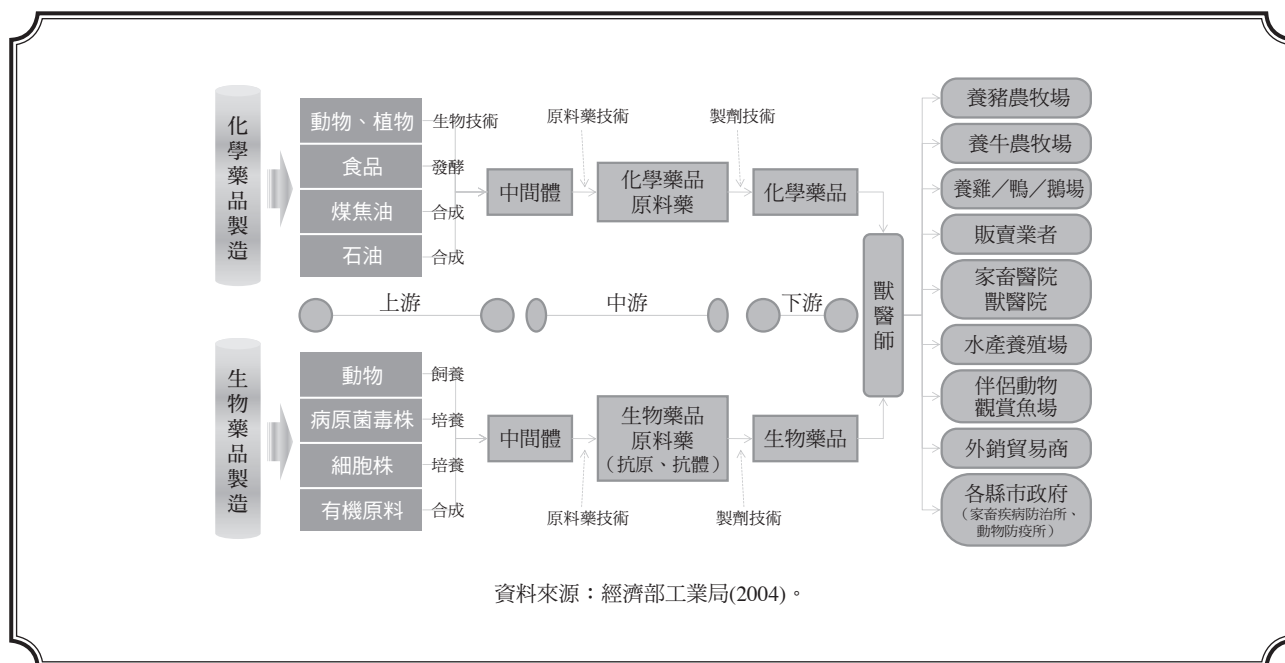 化學藥品製造
動物、植物
生物技術
食品
發酵
煤焦油
合成
石油
合成
中間體
原料藥技術
化學藥品
原料藥
製劑技術
化學藥品
上游
中游
下游
生物藥品製造
動物
飼養
病原菌毒株
培養
細胞株
培養
有機原料
合成
中間體
原料藥技術
生物藥品
原料藥
（抗原、抗體）
製劑技術
生物藥品
獸醫師
養豬農牧場
養牛農牧場
養雞／鴨／鵝場
販賣業者
家畜醫院
獸醫院
水產養殖場
伴侶動物
觀賞魚場
外銷貿易商
各縣市政府
（家畜疾病防治所、
動物防疫所）
資料來源：經濟部工業局(2004)。